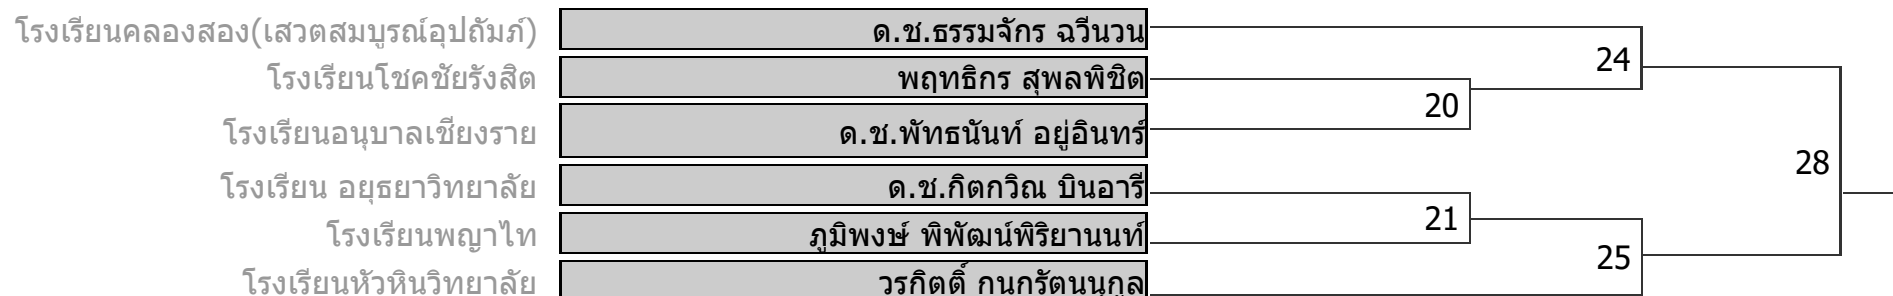 โรงเรียนคลองสอง(เสวตสมบูรณ์อุปถัมภ์) ด.ช.ธรรมจักร ฉวีนวน
24
โรงเรียนโชคชัยรังสิต พฤทธิกร สุพลพิชิต
20
โรงเรียนอนุบาลเชียงราย ด.ช.พัทธนันท์ อยู่อินทร์
28
โรงเรียน อยุธยาวิทยาลัย ด.ช.กิตกวิณ บินอารี
21
โรงเรียนพญาไท ภูมิพงษ์ พิพัฒน์พิริยานนท์
25
โรงเรียนหัวหินวิทยาลัย วรกิตติ์ กนกรัตนนุกูล